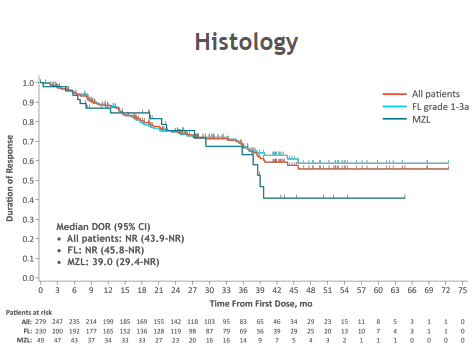 Histology
All patients
FL grade 1-3a
MZL
Duration of Response
1.0
0.9
0.8
0.7
0.6
0.5
0.4
0.3
0.2
0.1
0.0
Median DOR (95% CI)
• All patients: NR (43.9-NR)
• FL: NR (45.8-NR)
• MZL: 39.0 (29.4-NR)
0 3 6 9 12 15 18 21 24 27 30 33 36 39 42 45 48 51 54 57 60 63 66 69 72 75
Time From First Dose, mo
Patients at risk
All: 279 247 235 214 199 185 169 155 142 118 103 95 83 65 46 34 29 23 15 11 8 5 3 1 1 0
FL: 230 200 192 177 165 152 136 128 119 98 87 79 69 56 39 29 25 20 13 10 7 4 3 1 1 0
MZL: 49 47 43 37 34 33 33 27 23 20 16 16 14 9 7 5 4 3 2 1 1 1 0 0 0 0